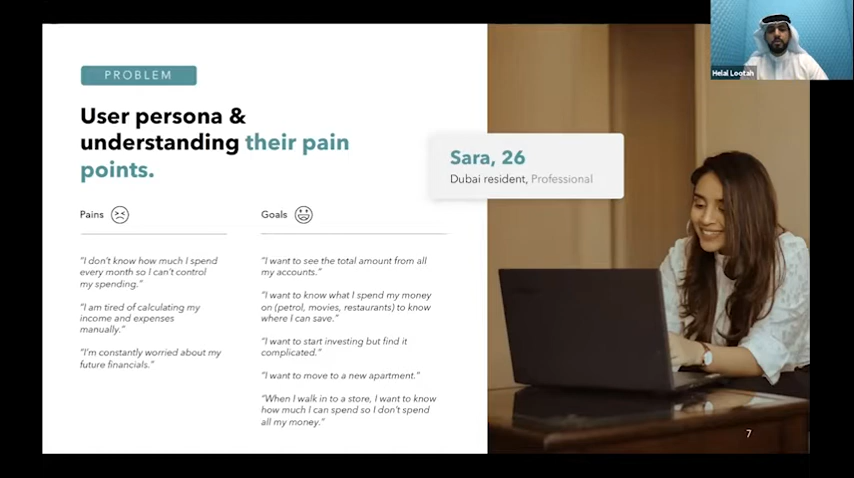 PROBLEM
User persona &
understanding their pain
points.
Pains
Goals
"I don't know how much I spend
every month so I can't control
my spending."
"I am tired of calculating my
income and expenses
manually."
"I'm constantly worried about my
future financials."
"I want to see the total amount from all
my accounts."
"I want to know what I spend my money
on (petrol, movies, restaurants) to know
where I can save."
"I want to start investing but find it
complicated."
"I want to move to a new apartment."
"When I walk in to a store, I want to know
how much I can spend so I don't spend
all my money."
Sara, 26
Dubai resident, Professional
7
Helal Lootah